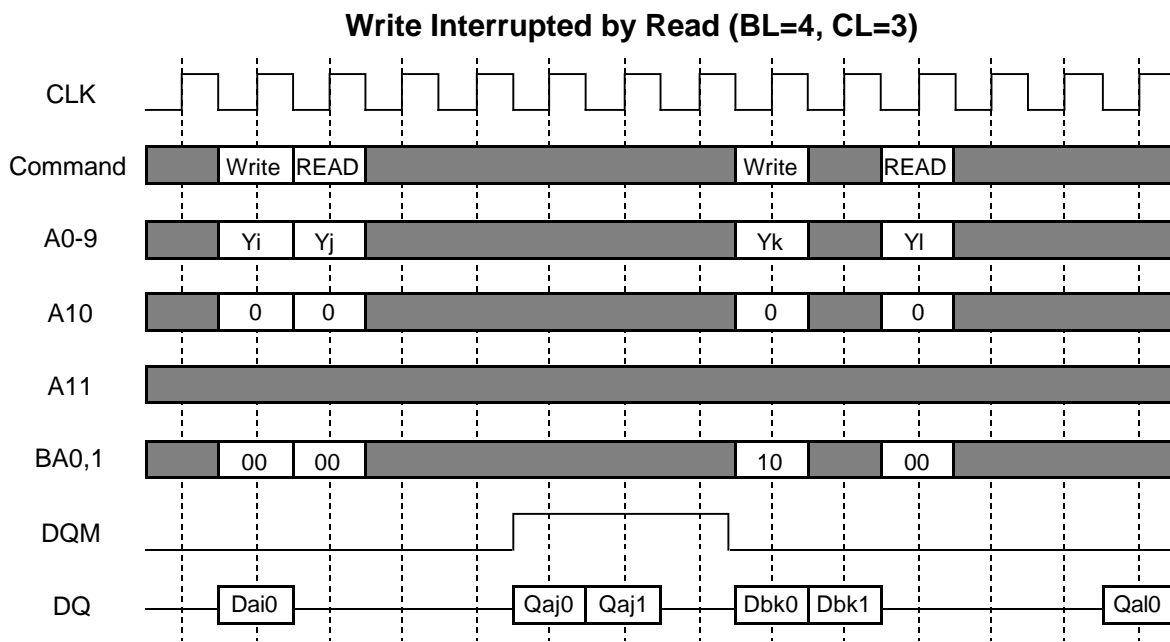 Write Interrupted by Read (BL=4, CL=3)
CLK
Command Write READ Write READ
A0-9 Yi Yj Yk Yl
A10 0 0 0 0
A11
BA0,1 00 00 10 00
DQM
DQ Dai0 Qaj0 Qaj1 Dbk0 Dbk1 Qal0